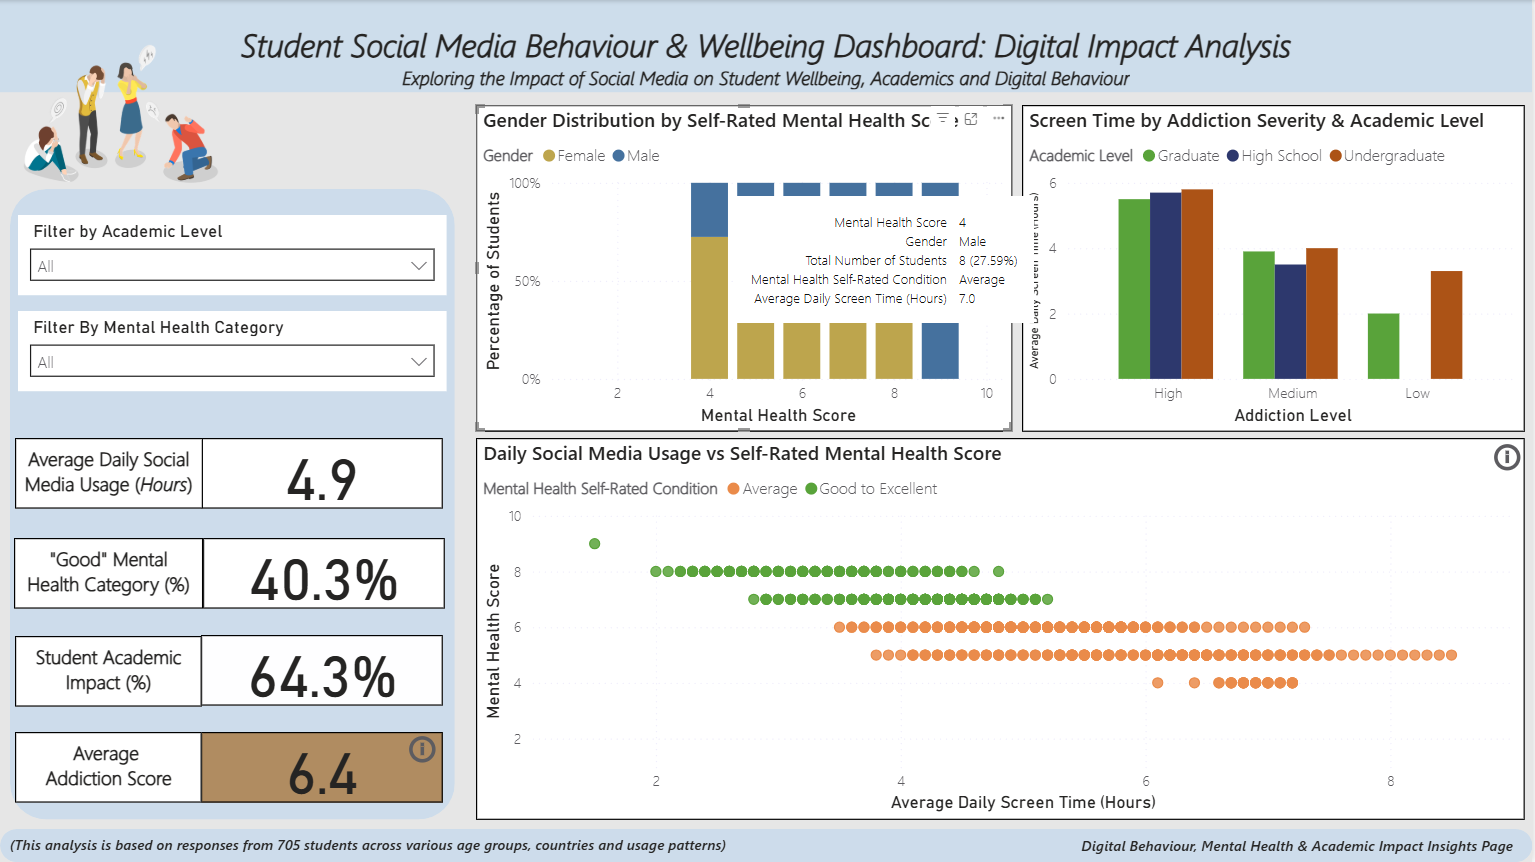 Student Social Media Behaviour & Wellbeing Dashboard: Digital Impact Analysis
Exploring the Impact of Social Media on Student Wellbeing, Academics and Digital Behaviour
Filter by Academic Level
All
Filter By Mental Health Category
All
Average Daily Social
Media Usage (Hours)
4.9
"Good" Mental
Health Category (%)
40.3%
Student Academic
Impact (%)
64.3%
Average
Addiction Score
6.4
Gender Distribution by Self-Rated Mental Health
Gender Female Male
Percentage of Students
100%
50%
0%
2 4 6 8 10
Mental Health Score
Mental Health Score 4
Gender Male
Total Number of Students 8 (27.59%)
Mental Health Self-Rated Condition Average
Average Daily Screen Time (Hours) 7.0
Screen Time by Addiction Severity & Academic Level
Academic Level Graduate High School Undergraduate
6
4
2
0
High Medium Low
Addiction Level
Daily Social Media Usage vs Self-Rated Mental Health Score
Mental Health Self-Rated Condition Average Good to Excellent
Mental Health Score
10
8
6
4
2
2 4 6 8
Average Daily Screen Time (Hours)
(This analysis is based on responses from 705 students across various age groups, countries and usage patterns)
Digital Behaviour, Mental Health & Academic Impact Insights Page